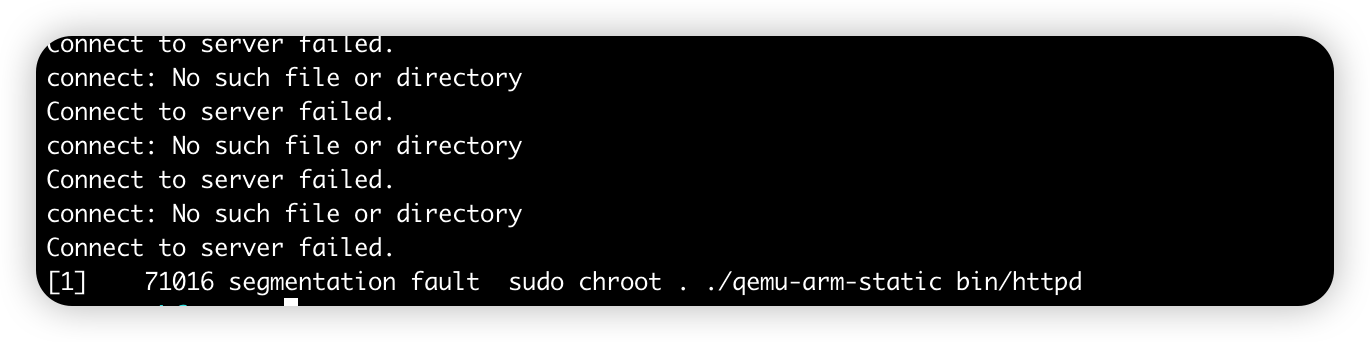 Connect to server failed.
connect: No such file or directory
Connect to server failed.
connect: No such file or directory
Connect to server failed.
connect: No such file or directory
Connect to server failed.
[1]    71016 segmentation fault  sudo chroot . ./qemu-arm-static bin/httpd